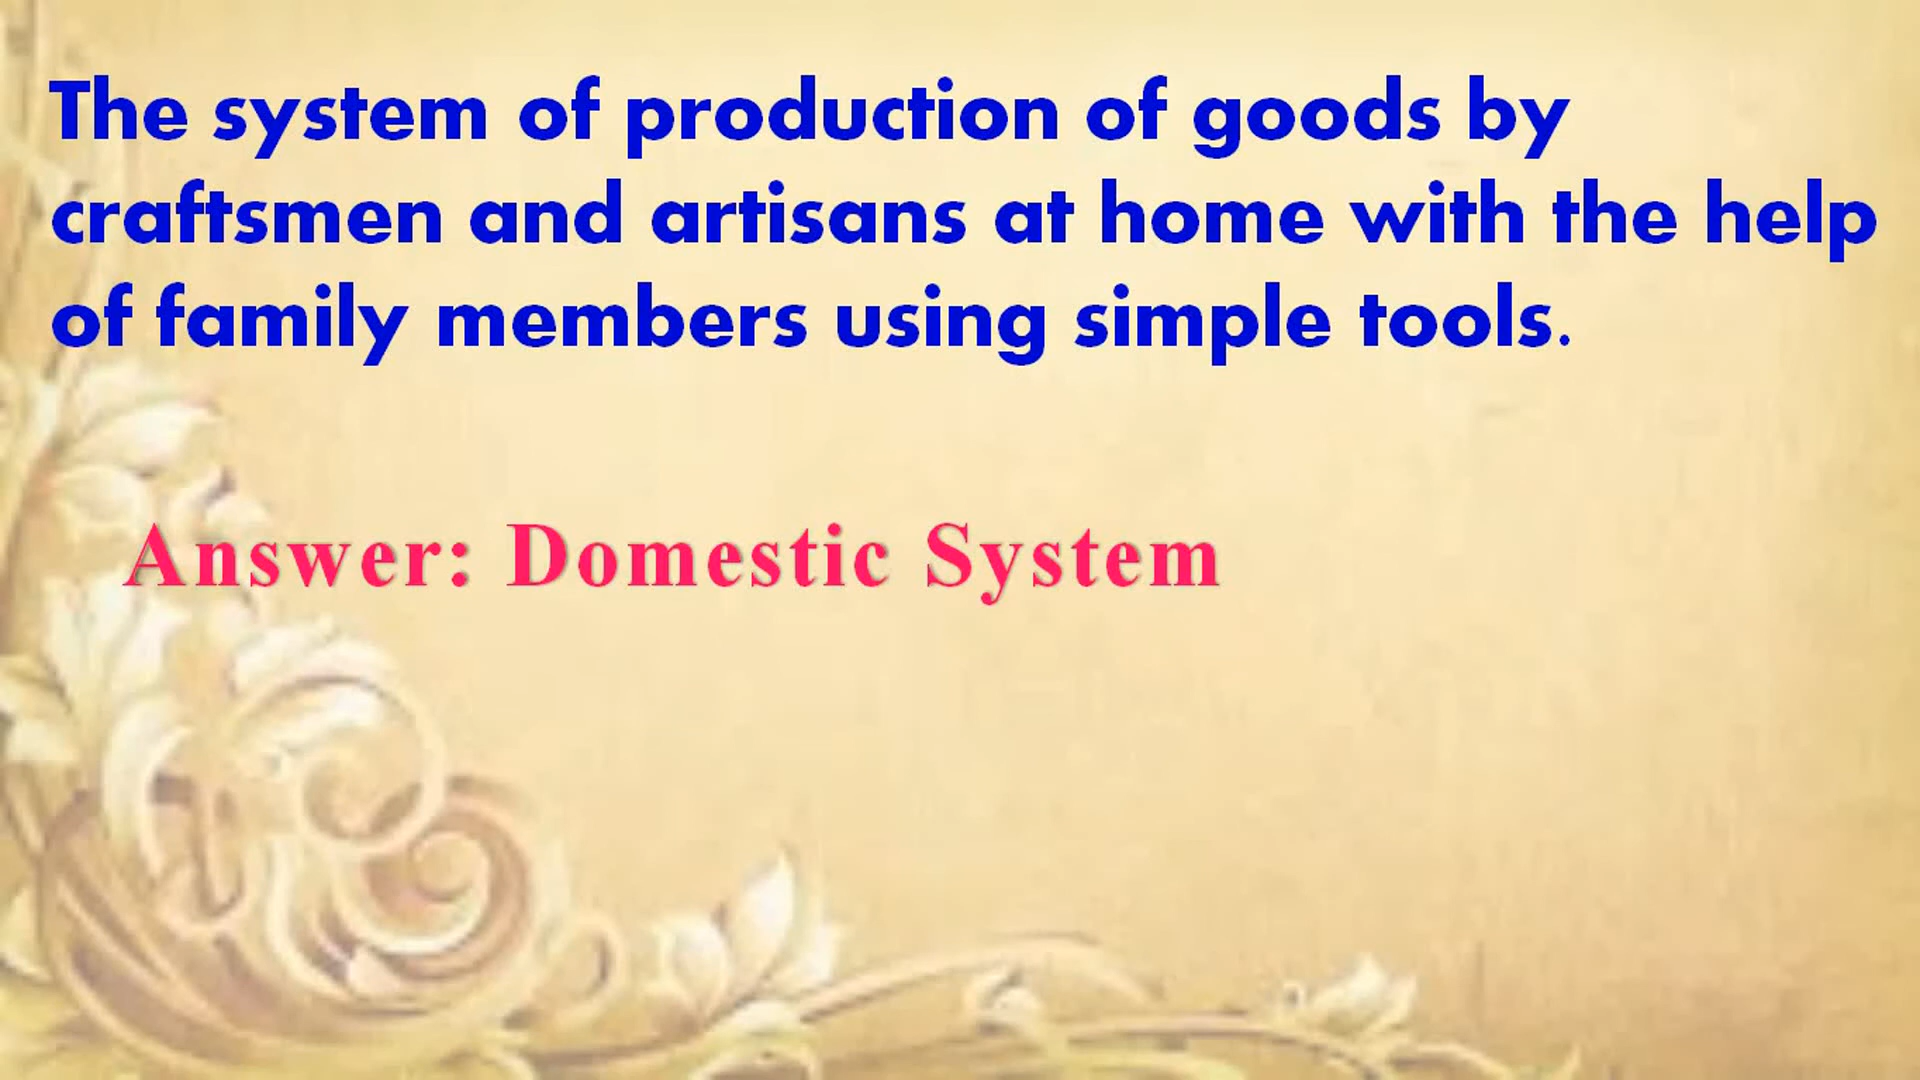 The system of production of goods by
craftsmen and artisans at home with the help
of family members using simple tools.
Answer: Domestic System